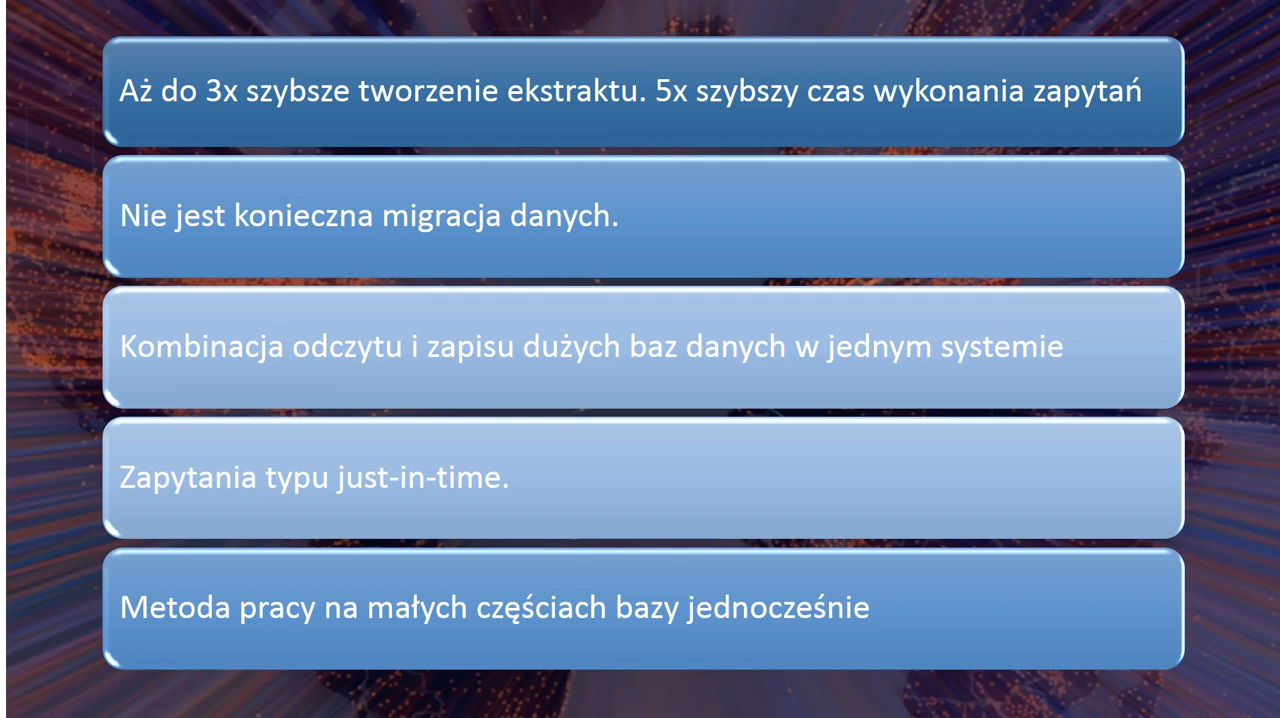 Aż do 3x szybsze tworzenie ekstraktu. 5x szybszy czas wykonania zapytań
Nie jest konieczna migracja danych.
Kombinacja odczytu i zapisu dużych baz danych w jednym systemie
Zapytania typu just-in-time.
Metoda pracy na małych częściach bazy jednocześnie